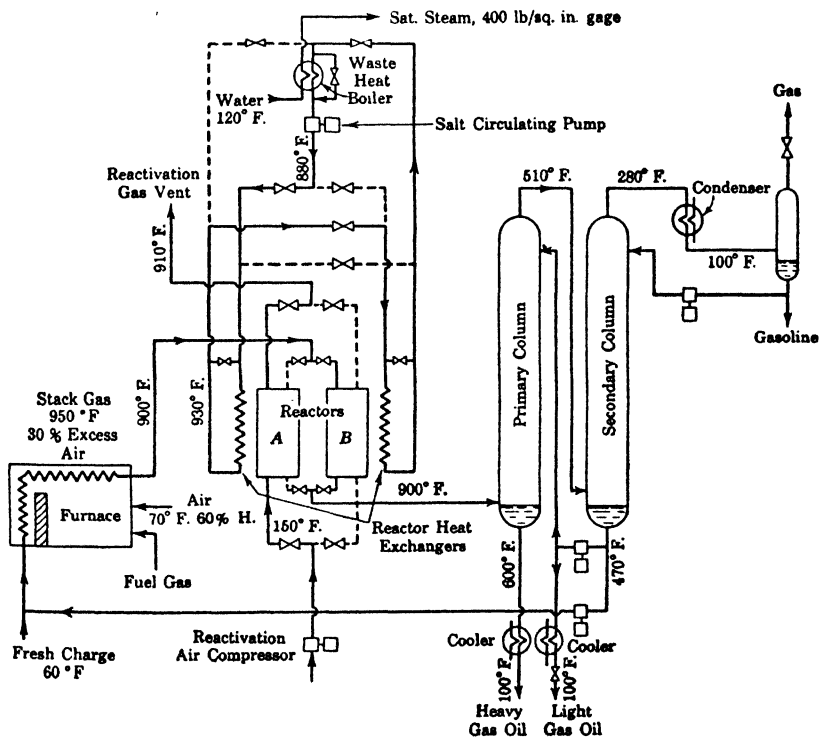 Sat. Steam, 400 lb/sq. in. gage
Waste
Heat
Boiler
Water
120° F.
Salt Circulating Pump
880° F.
Reactivation
Gas Vent
910° F.
510° F.
280° F.
Condenser
Gas
100° F.
Gasoline
Primary Column
Secondary Column
Stack Gas
950 °F
30 % Excess
Air
900° F.
930° F.
Reactors
A
B
900° F.
Furnace
Air
70° F. 60% H.
150° F.
Reactor Heat
Exchangers
Fuel Gas
600° F.
470° F.
Fresh Charge
60 °F
Reactivation
Air Compressor
Cooler
Cooler
100° F.
100° F.
Heavy
Gas Oil
Light
Gas Oil